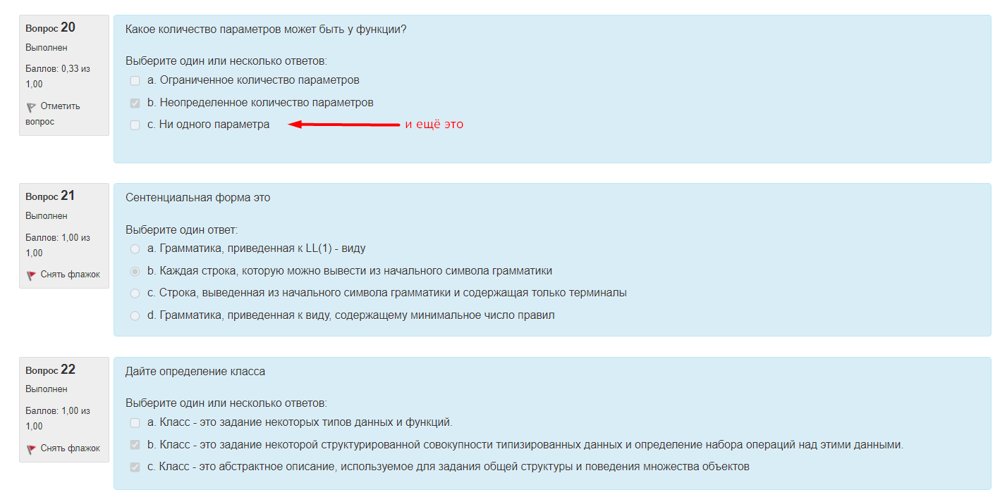 Вопрос 20
Выполнен
Баллов: 0,33 из
1,00
Отметить
вопрос
Какое количество параметров может быть у функции?
Выберите один или несколько ответов:
a. Ограниченное количество параметров
b. Неопределенное количество параметров
c. Ни одного параметра и ещё это
Вопрос 21
Выполнен
Баллов: 1,00 из
1,00
Снять флажок
Сентенциальная форма это
Выберите один ответ:
a. Грамматика, приведенная к LL(1) - виду
b. Каждая строка, которую можно вывести из начального символа грамматики
c. Строка, выведенная из начального символа грамматики и содержащая только терминалы
d. Грамматика, приведенная к виду, содержащему минимальное число правил
Вопрос 22
Выполнен
Баллов: 1,00 из
1,00
Снять флажок
Дайте определение класса
Выберите один или несколько ответов:
a. Класс - это задание некоторых типов данных и функций.
b. Класс - это задание некоторой структурированной совокупности типизированных данных и определение набора операций над этими данными.
c. Класс - это абстрактное описание, используемое для задания общей структуры и поведения множества объектов